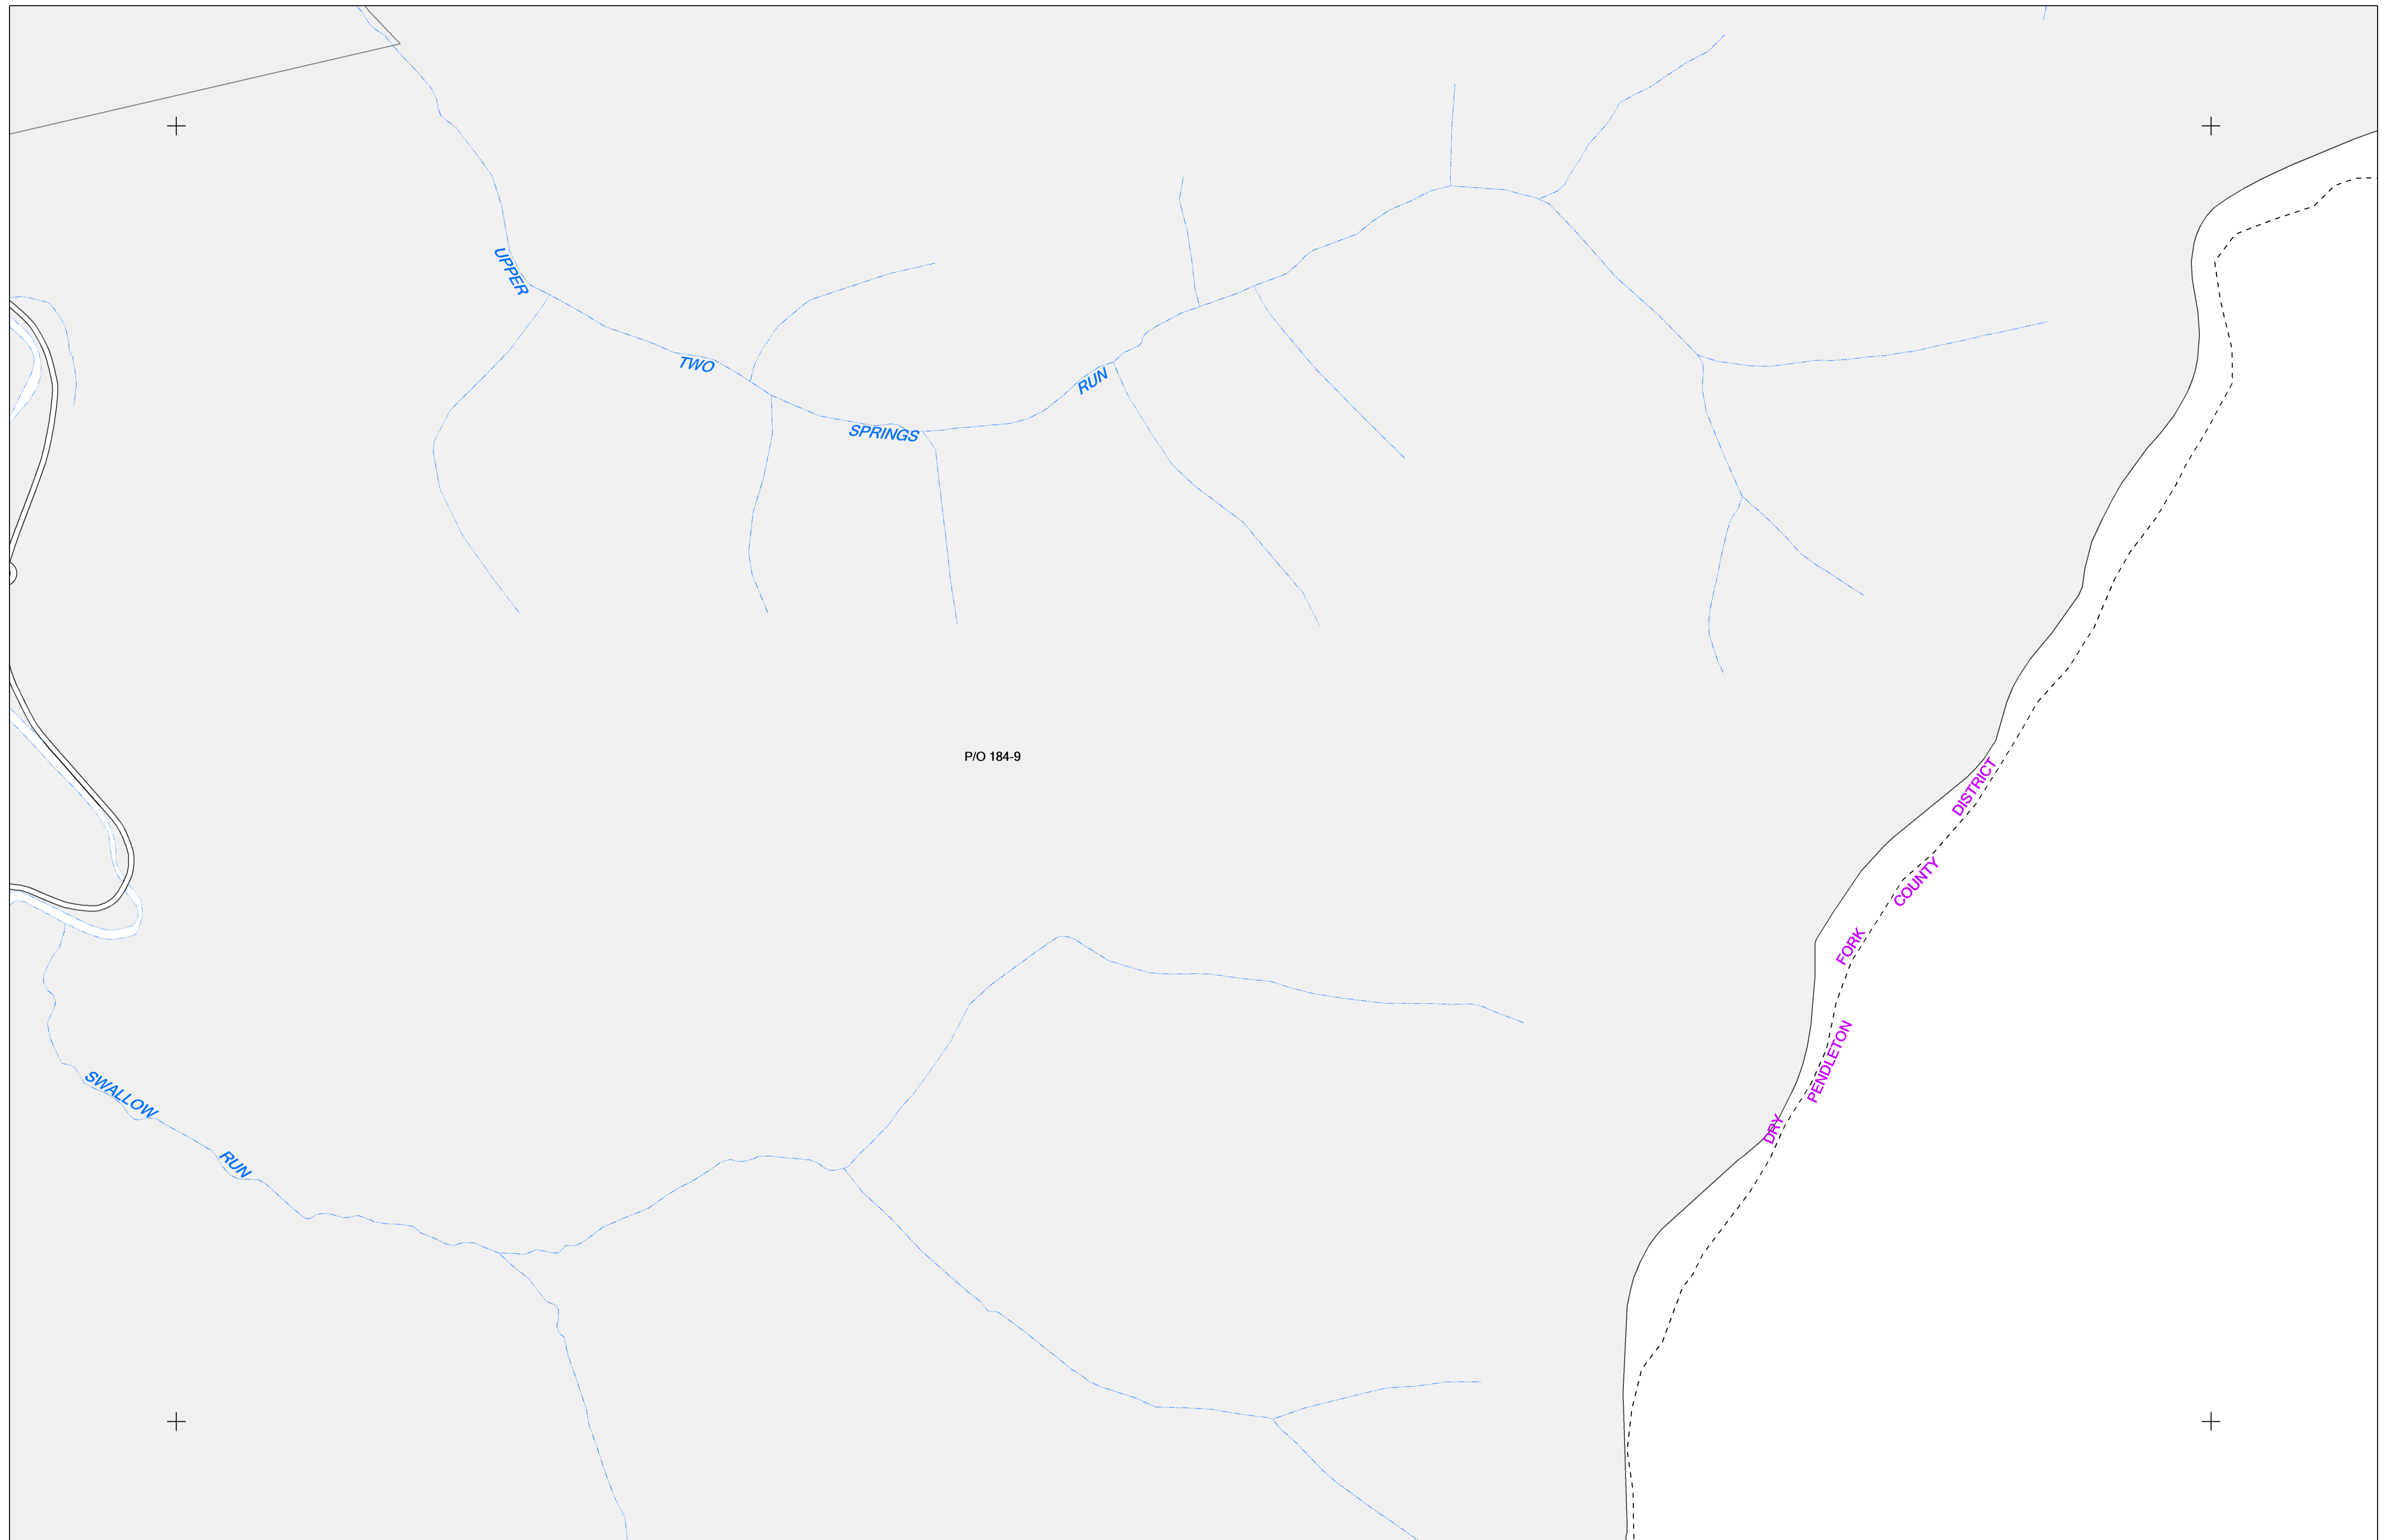 UPPER TWO SPRINGS RUN
P/O 184-9
DRY FORK DISTRICT
PENDLETON COUNTY
SWALLOW RUN